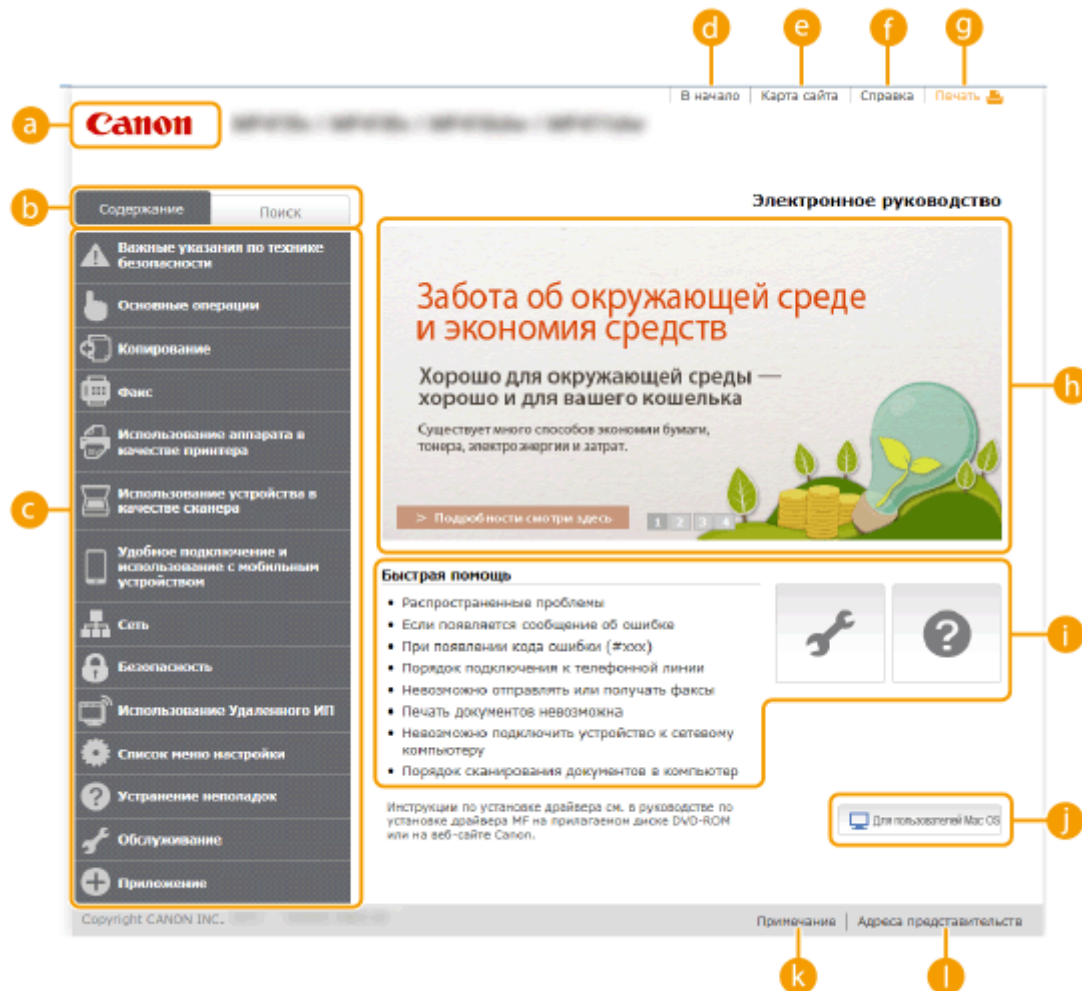 d e f g
В начало Карта сайта Справка Печать
a Canon
b Содержание Поиск
Электронное руководство
c
Важные указания по технике
безопасности
Основные операции
Копирование
Факс
Использование аппарата в
качестве принтера
Использование устройства в
качестве сканера
Удобное подключение и
использование с мобильным
устройством
Сеть
Безопасность
Использование Удаленного ИП
Список меню настройки
Устранение неполадок
Обслуживание
Приложение
Забота об окружающей среде
и экономия средств
Хорошо для окружающей среды —
хорошо и для вашего кошелька
Существует много способов экономии бумаги,
тонера, электроэнергии и затрат.
> Подробности смотри здесь 1 2 3 4
h
Быстрая помощь
• Распространенные проблемы
• Если появляется сообщение об ошибке
• При появлении кода ошибки (#xxx)
• Порядок подключения к телефонной линии
• Невозможно отправлять или получать факсы
• Печать документов невозможна
• Невозможно подключить устройство к сетевому
компьютеру
• Порядок сканирования документов в компьютер
i
Инструкции по установке драйвера см. в руководстве по
установке драйвера MF на прилагаемом диске DVD-ROM
или на веб-сайте Canon.
Для пользователей Mac OS j
Copyright CANON INC.
Примечание Адреса представительств
k l